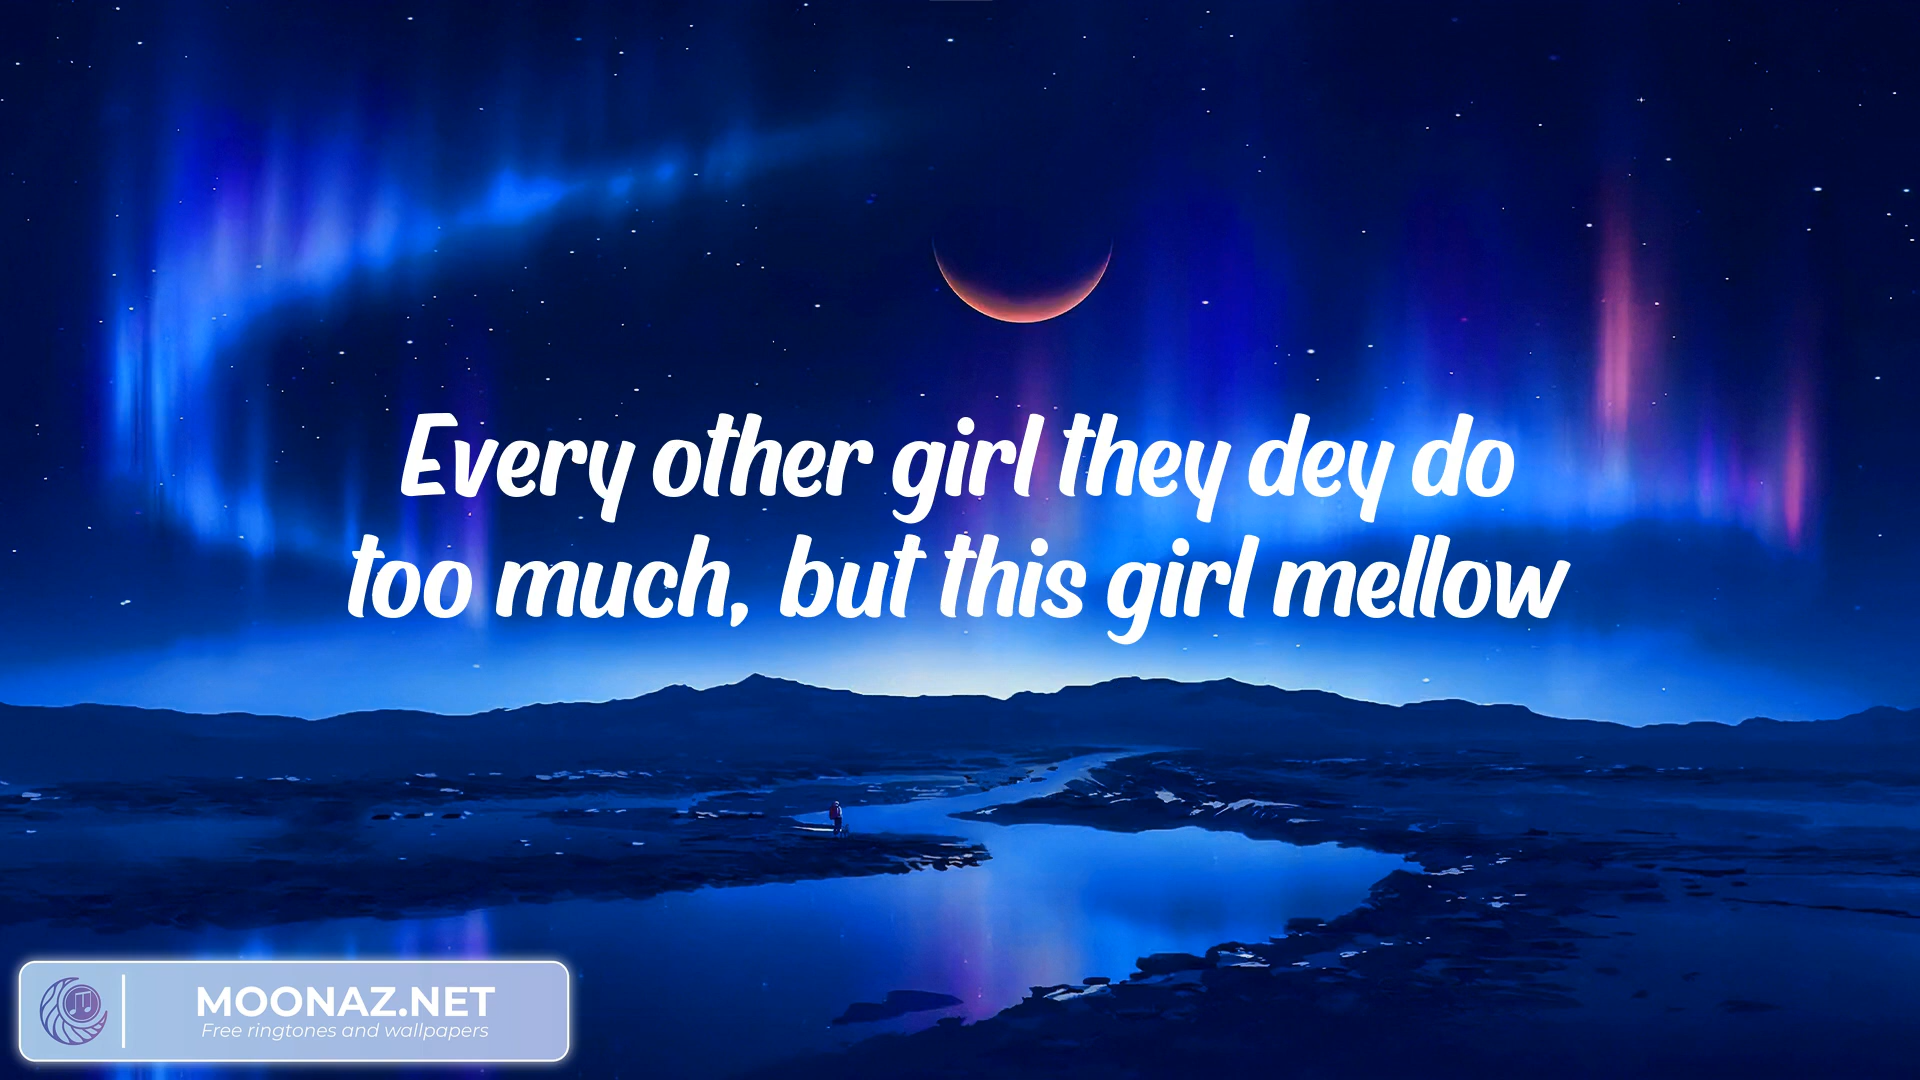 Every other girl they dey do
too much, but this girl mellow
MOONAZ.NET
Free ringtones and wallpapers